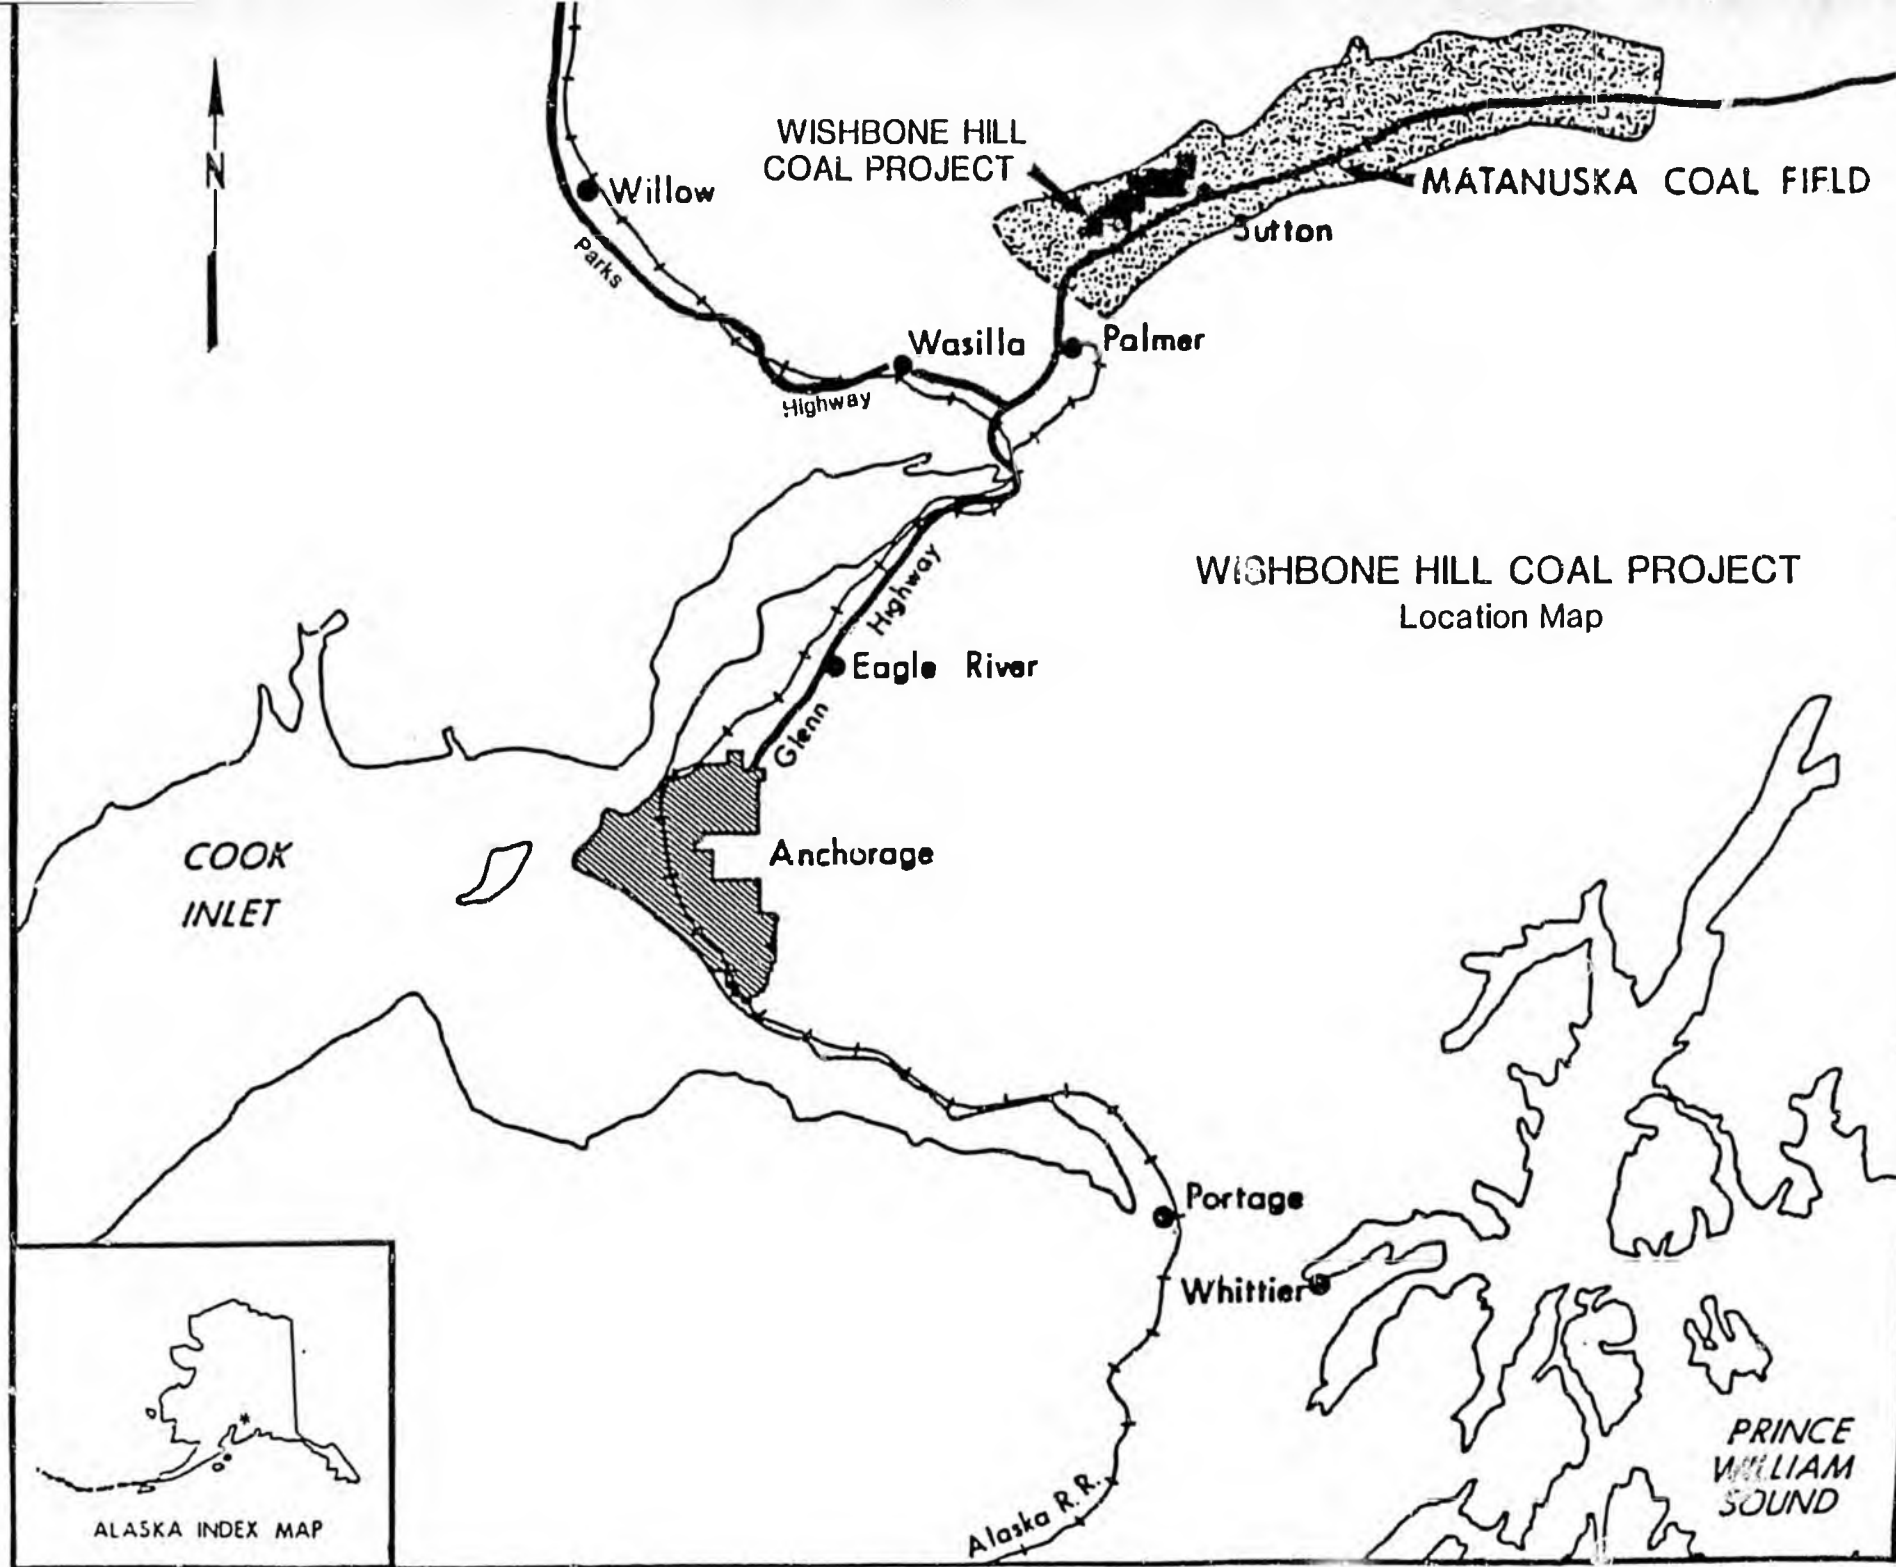 N
WISHBONE HILL
COAL PROJECT
Willow
MATANUSKA COAL FIELD
Sutton
Parks
Wasilla
Palmer
Highway
WISHBONE HILL COAL PROJECT
Location Map
Highway
Eagle River
Glenn
COOK
INLET
Anchorage
Portage
Whittier
PRINCE
WILLIAM
SOUND
Alaska R.R.
ALASKA INDEX MAP